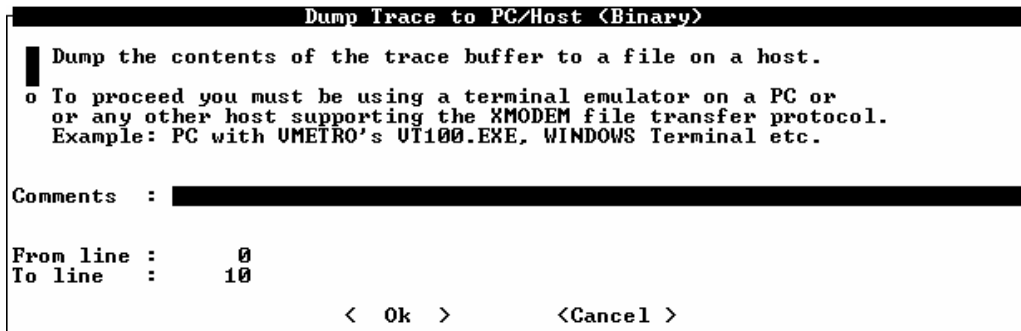 Dump Trace to PC/Host (Binary)
Dump the contents of the trace buffer to a file on a host.
o To proceed you must be using a terminal emulator on a PC or
or any other host supporting the XMODEM file transfer protocol.
Example: PC with VMETRO's VT100.EXE, WINDOWS Terminal etc.
Comments :
From line : 0
To line : 10
< Ok > <Cancel >